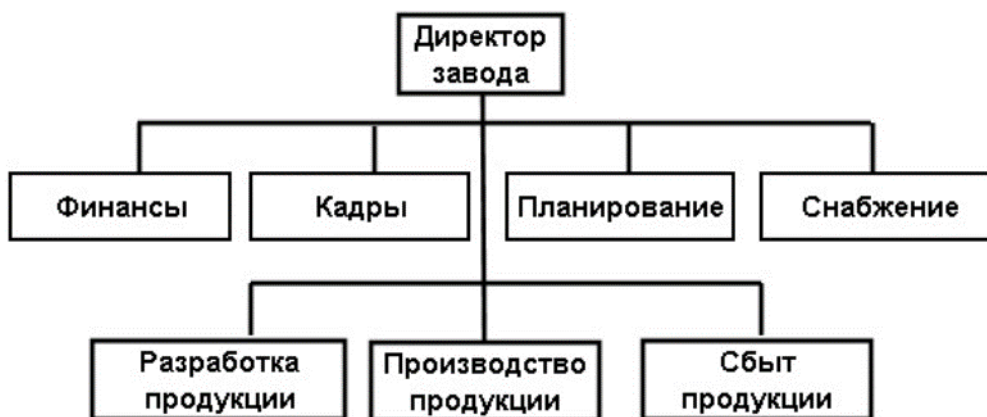 Директор
завода
Финансы
Кадры
Планирование
Снабжение
Разработка
продукции
Производство
продукции
Сбыт
продукции